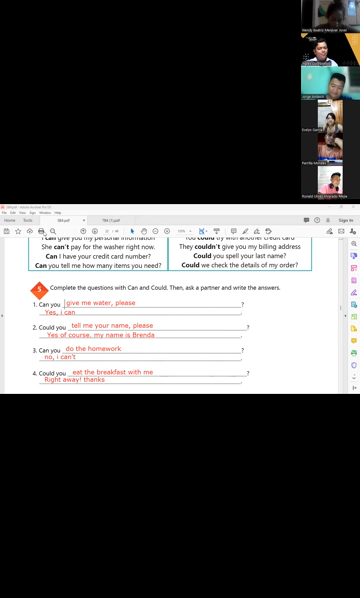 Wendy Beatriz Menjivar
Evelyn Garcia
Sign In
Home Tools
I can give you my personal information
She can't pay for the washer right now.
Can I have your credit card number?
Can you tell me how many items you need?
You could try with another credit card
They couldn't give you my billing address
Could you spell your last name?
Could we check the details of my order?
5 Complete the questions with Can and Could. Then, ask a partner and write the answers.
1. Can you give me water, please ?
Yes, i can .
2. Could you tell me your name, please ?
Yes of course, my name is Brenda .
3. Can you do the homework ?
no, i can't .
4. Could you eat the breakfast with me ?
Right away! thanks .